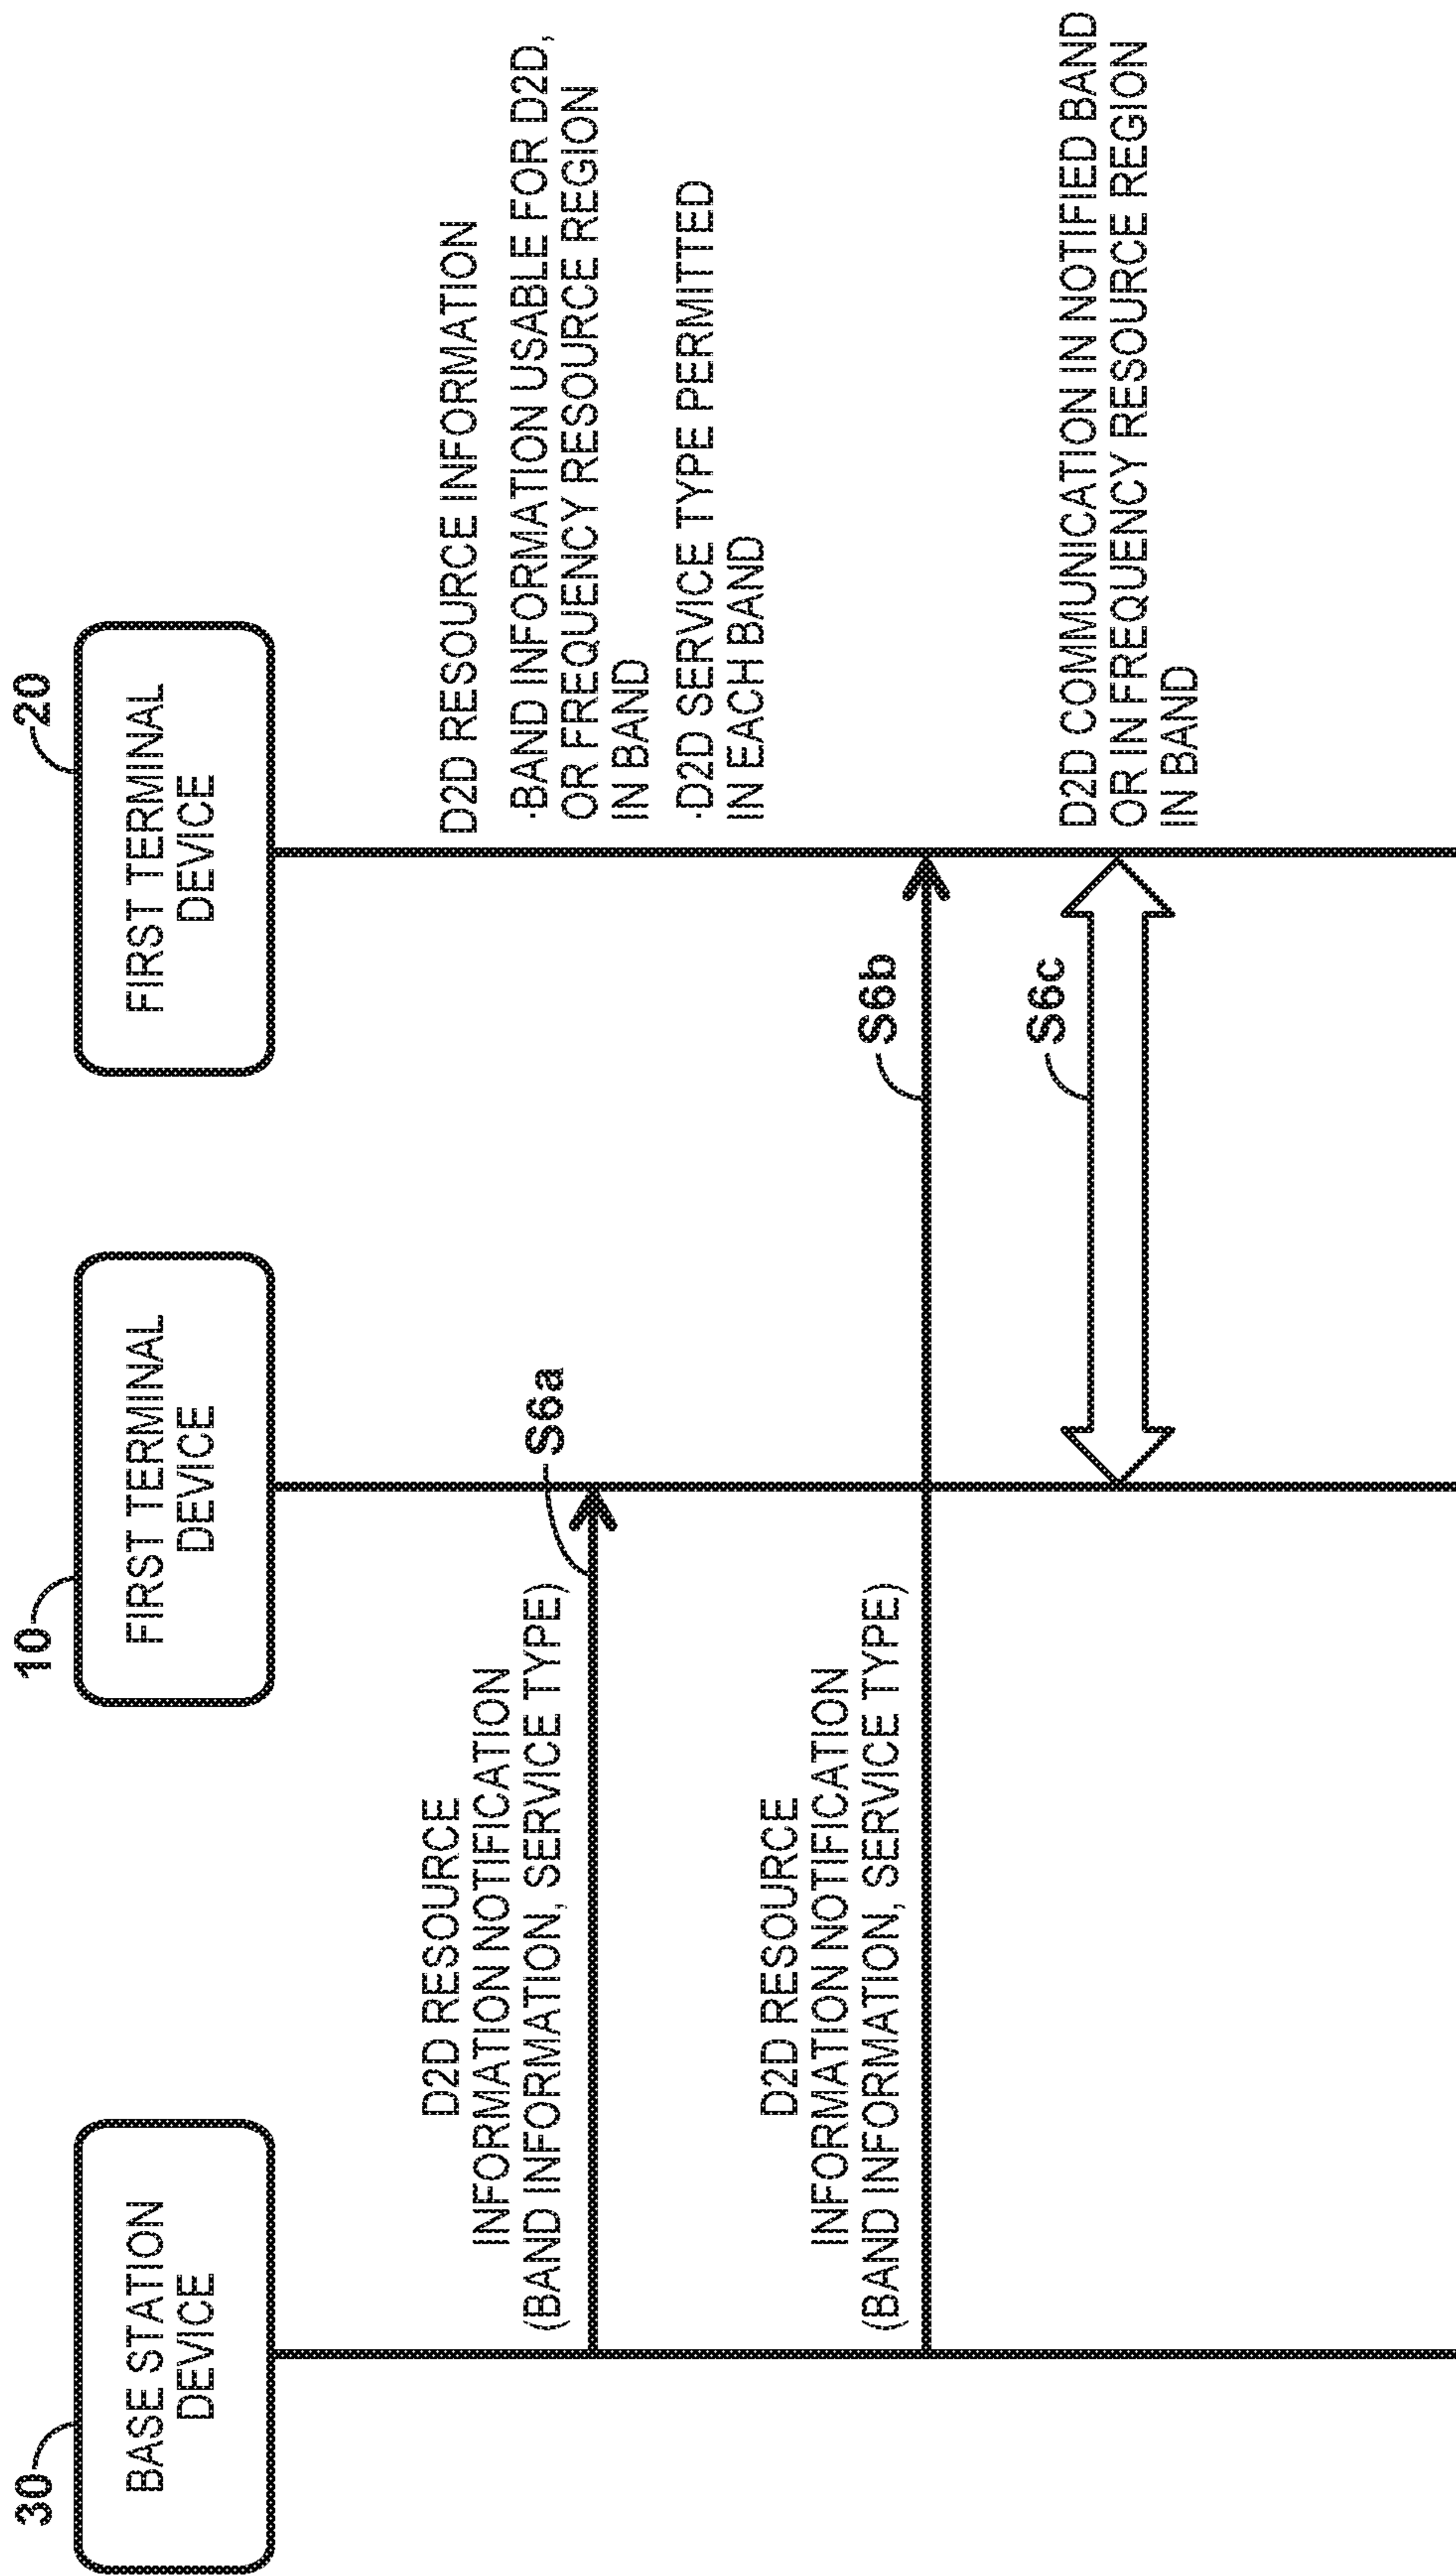 30
BASE STATION
DEVICE
10
FIRST TERMINAL
DEVICE
20
FIRST TERMINAL
DEVICE
D2D RESOURCE
INFORMATION NOTIFICATION
(BAND INFORMATION, SERVICE TYPE)
S6a
D2D RESOURCE INFORMATION
·BAND INFORMATION USABLE FOR D2D,
OR FREQUENCY RESOURCE REGION
IN BAND
·D2D SERVICE TYPE PERMITTED
IN EACH BAND
D2D RESOURCE
INFORMATION NOTIFICATION
(BAND INFORMATION, SERVICE TYPE)
S6b
S6c
D2D COMMUNICATION IN NOTIFIED BAND
OR IN FREQUENCY RESOURCE REGION
IN BAND